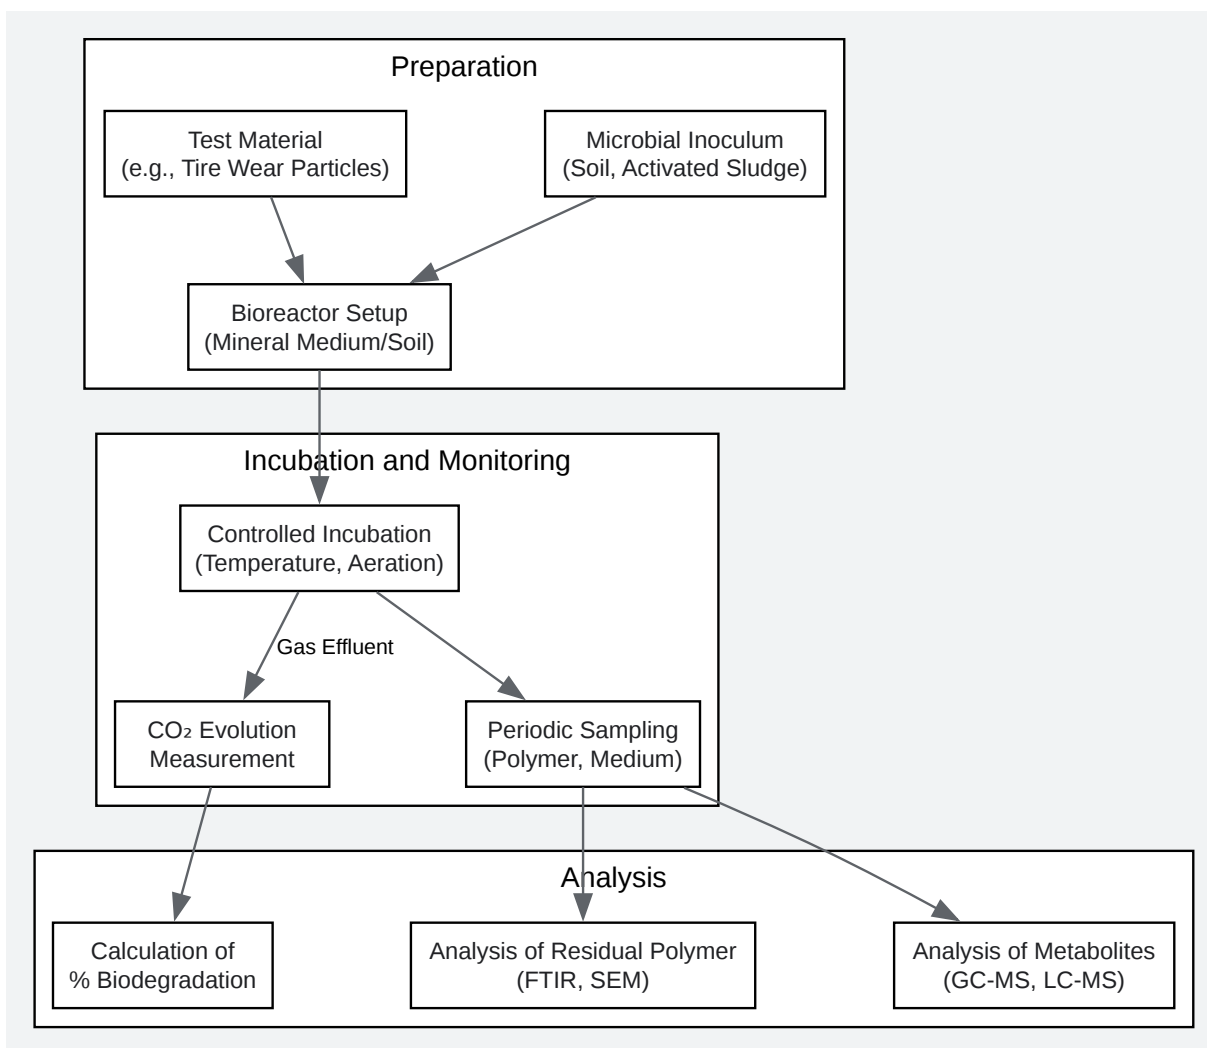 Preparation
Test Material
(e.g., Tire Wear Particles)
Microbial Inoculum
(Soil, Activated Sludge)
Bioreactor Setup
(Mineral Medium/Soil)
Incubation and Monitoring
Controlled Incubation
(Temperature, Aeration)
Gas Effluent
CO₂ Evolution
Measurement
Periodic Sampling
(Polymer, Medium)
Analysis
Calculation of
% Biodegradation
Analysis of Residual Polymer
(FTIR, SEM)
Analysis of Metabolites
(GC-MS, LC-MS)